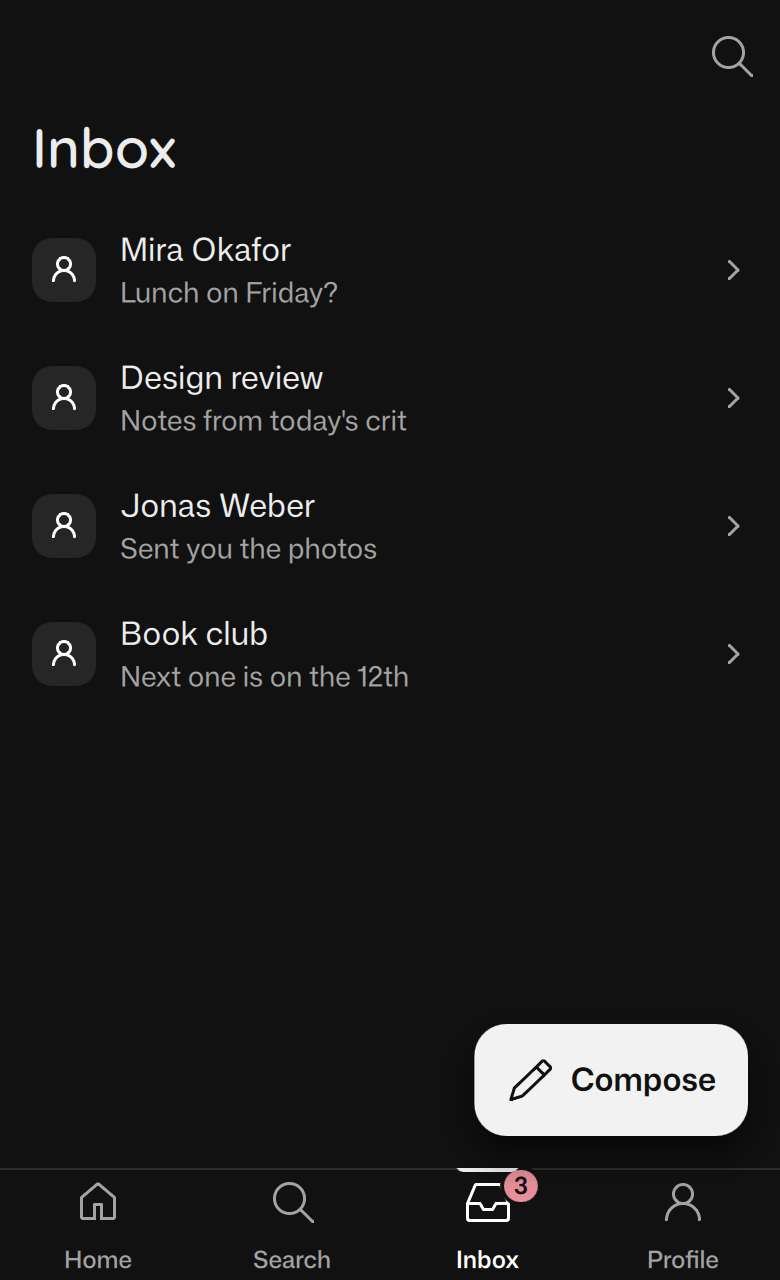 Inbox
Mira Okafor
Lunch on Friday?
Design review
Notes from today's crit
Jonas Weber
Sent you the photos
Book club
Next one is on the 12th
Compose
3
Home
Search
Inbox
Profile